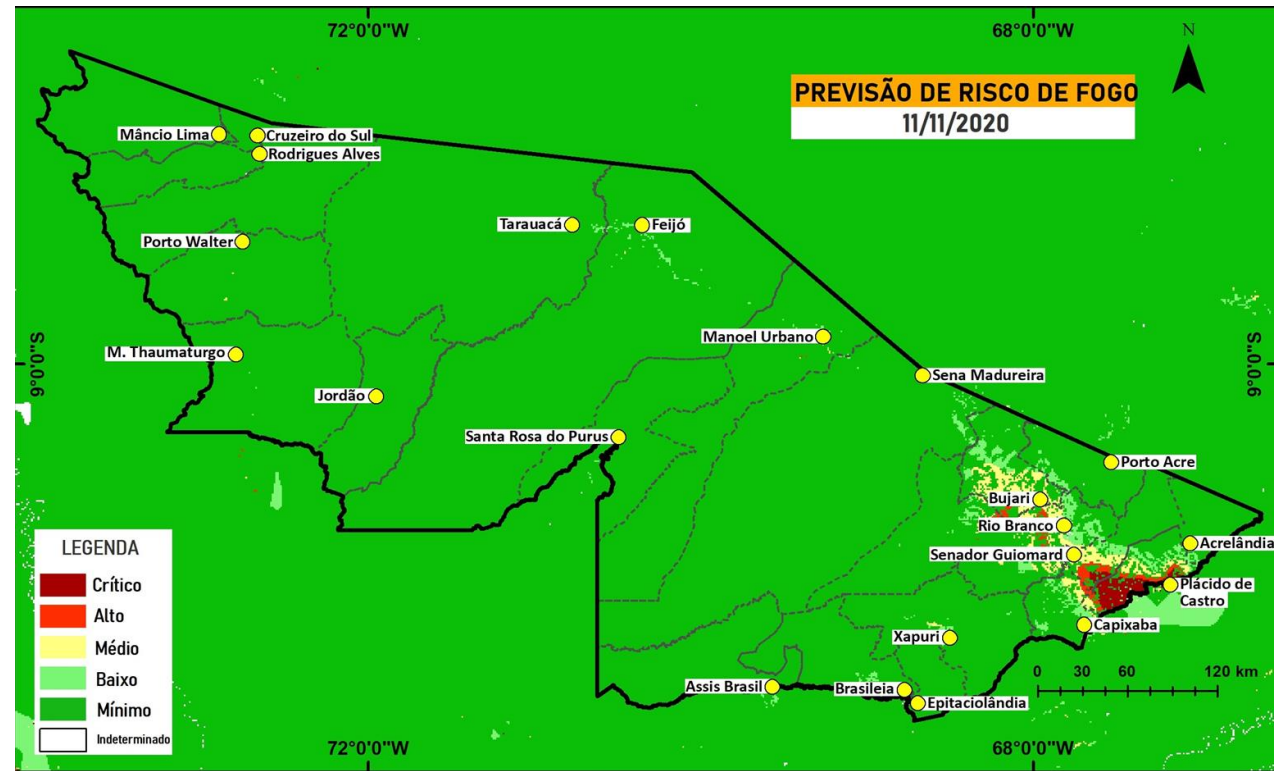 72°0'0"W
68°0'0"W
N
PREVISÃO DE RISCO DE FOGO
11/11/2020
Mâncio Lima
Cruzeiro do Sul
Rodrigues Alves
Tarauacá
Feijó
Porto Walter
Manoel Urbano
M. Thaumaturgo
9°0'0"S
9°0'0"S
Sena Madureira
Jordão
Santa Rosa do Purus
Porto Acre
Bujari
Rio Branco
Acrelândia
Senador Guiomard
Plácido de
Castro
Capixaba
Xapuri
Assis Brasil
Brasileia
Epitaciolândia
0 30 60 120 km
LEGENDA
Crítico
Alto
Médio
Baixo
Mínimo
Indeterminado
72°0'0"W
68°0'0"W